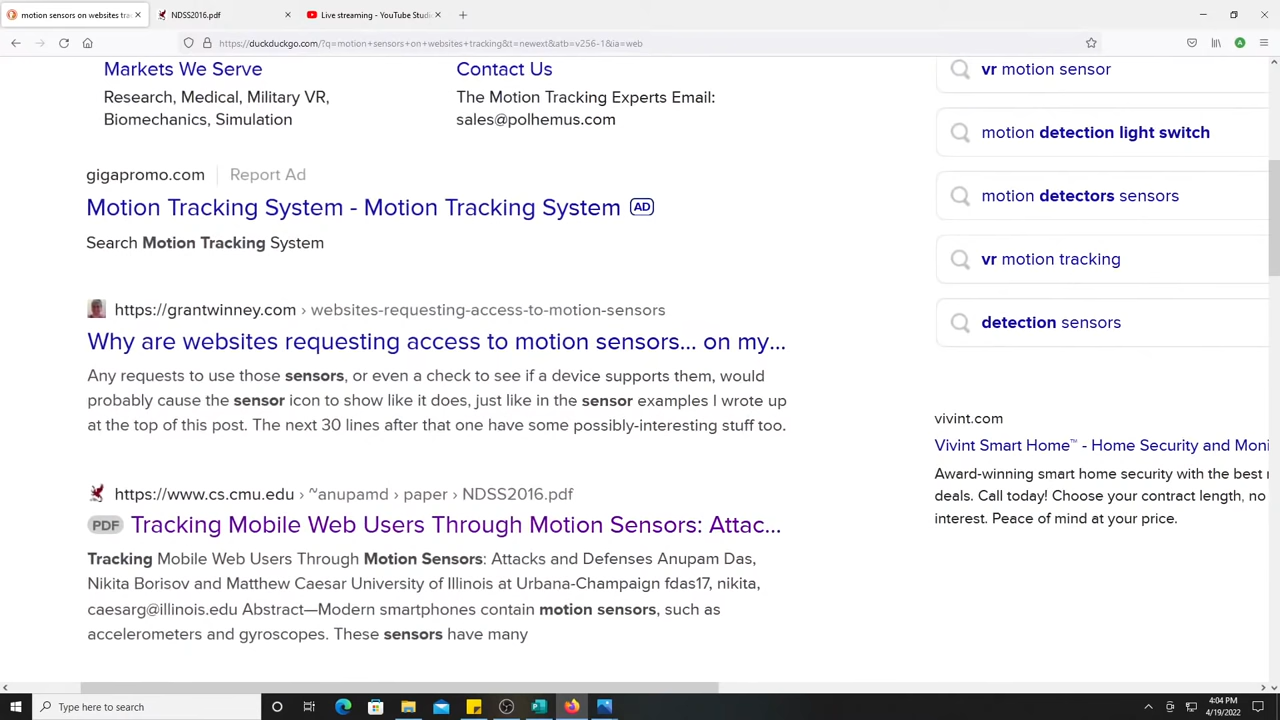 motion sensors on websites tra
NDSS2016.pdf
Live streaming - YouTube Studi
https://duckduckgo.com/?q=motion+sensors+on+websites+tracking&t=newext&atb=v256-1&ia=web
Markets We Serve
Research, Medical, Military VR,
Biomechanics, Simulation
Contact Us
The Motion Tracking Experts Email:
sales@polhemus.com
gigapromo.com
Report Ad
Motion Tracking System - Motion Tracking System AD
Search Motion Tracking System
https://grantwinney.com › websites-requesting-access-to-motion-sensors
Why are websites requesting access to motion sensors... on my...
Any requests to use those sensors, or even a check to see if a device supports them, would
probably cause the sensor icon to show like it does, just like in the sensor examples I wrote up
at the top of this post. The next 30 lines after that one have some possibly-interesting stuff too.
https://www.cs.cmu.edu › ~anupamd › paper › NDSS2016.pdf
PDF Tracking Mobile Web Users Through Motion Sensors: Attac...
Tracking Mobile Web Users Through Motion Sensors: Attacks and Defenses Anupam Das,
Nikita Borisov and Matthew Caesar University of Illinois at Urbana-Champaign fdas17, nikita,
caesarg@illinois.edu Abstract—Modern smartphones contain motion sensors, such as
accelerometers and gyroscopes. These sensors have many
vr motion sensor
motion detection light switch
motion detectors sensors
vr motion tracking
detection sensors
vivint.com
Vivint Smart Home™ - Home Security and Moni
Award-winning smart home security with the best
deals. Call today! Choose your contract length, no
interest. Peace of mind at your price.
Type here to search
4:04 PM
4/19/2022